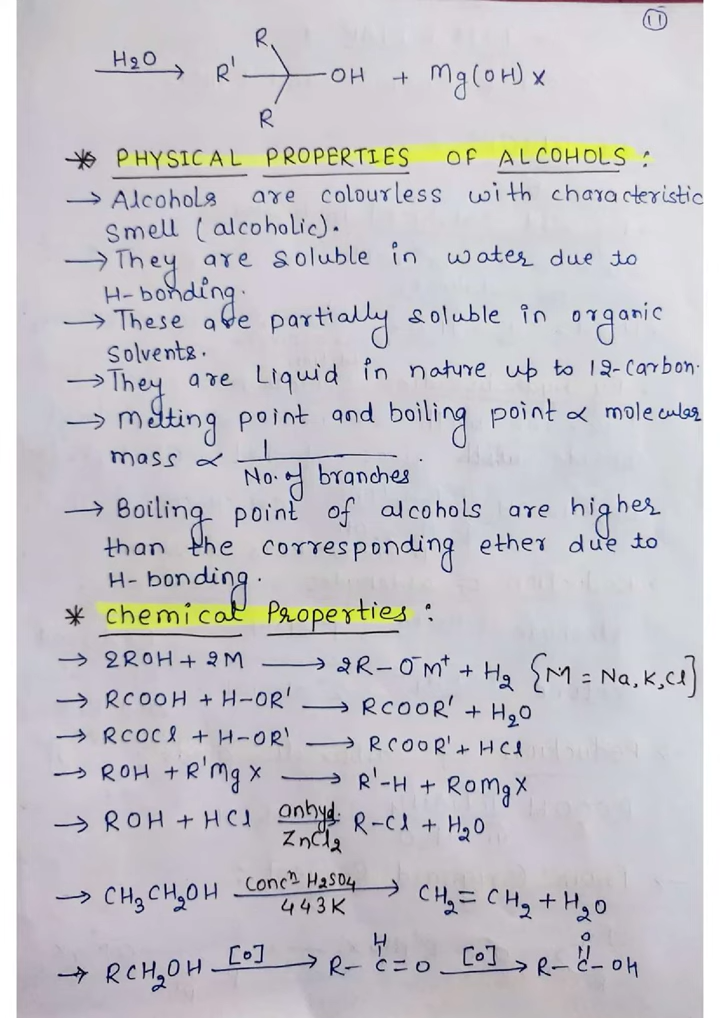 11
H2O → R' R R —OH + Mg(OH)x
* PHYSICAL PROPERTIES OF ALCOHOLS :
→ Alcohols are colourless with characteristic
smell (alcoholic).
→ They are soluble in water due to
H-bonding.
→ These are partially soluble in organic
solvents.
→ They are Liquid in nature up to 12-carbon.
→ melting point and boiling point ∝ molecular
mass ∝ 1 / No. of branches.
→ Boiling point of alcohols are higher
than the corresponding ether due to
H-bonding.
* Chemical Properties :
→ 2ROH + 2M → 2R–O⁻M⁺ + H2 {M = Na, K, Cl]
→ RCOOH + H-OR' → RCOOR' + H2O
→ RCOCl + H-OR' → RCOOR' + HCl
→ ROH + R'MgX → R'-H + ROMgX
→ ROH + HCl anhyd. ZnCl2 → R-Cl + H2O
→ CH3CH2OH Concⁿ H2SO4 443K → CH2=CH2 + H2O
→ RCH2OH [O] → R–C(H)=O [O] → R–C(=O)–OH